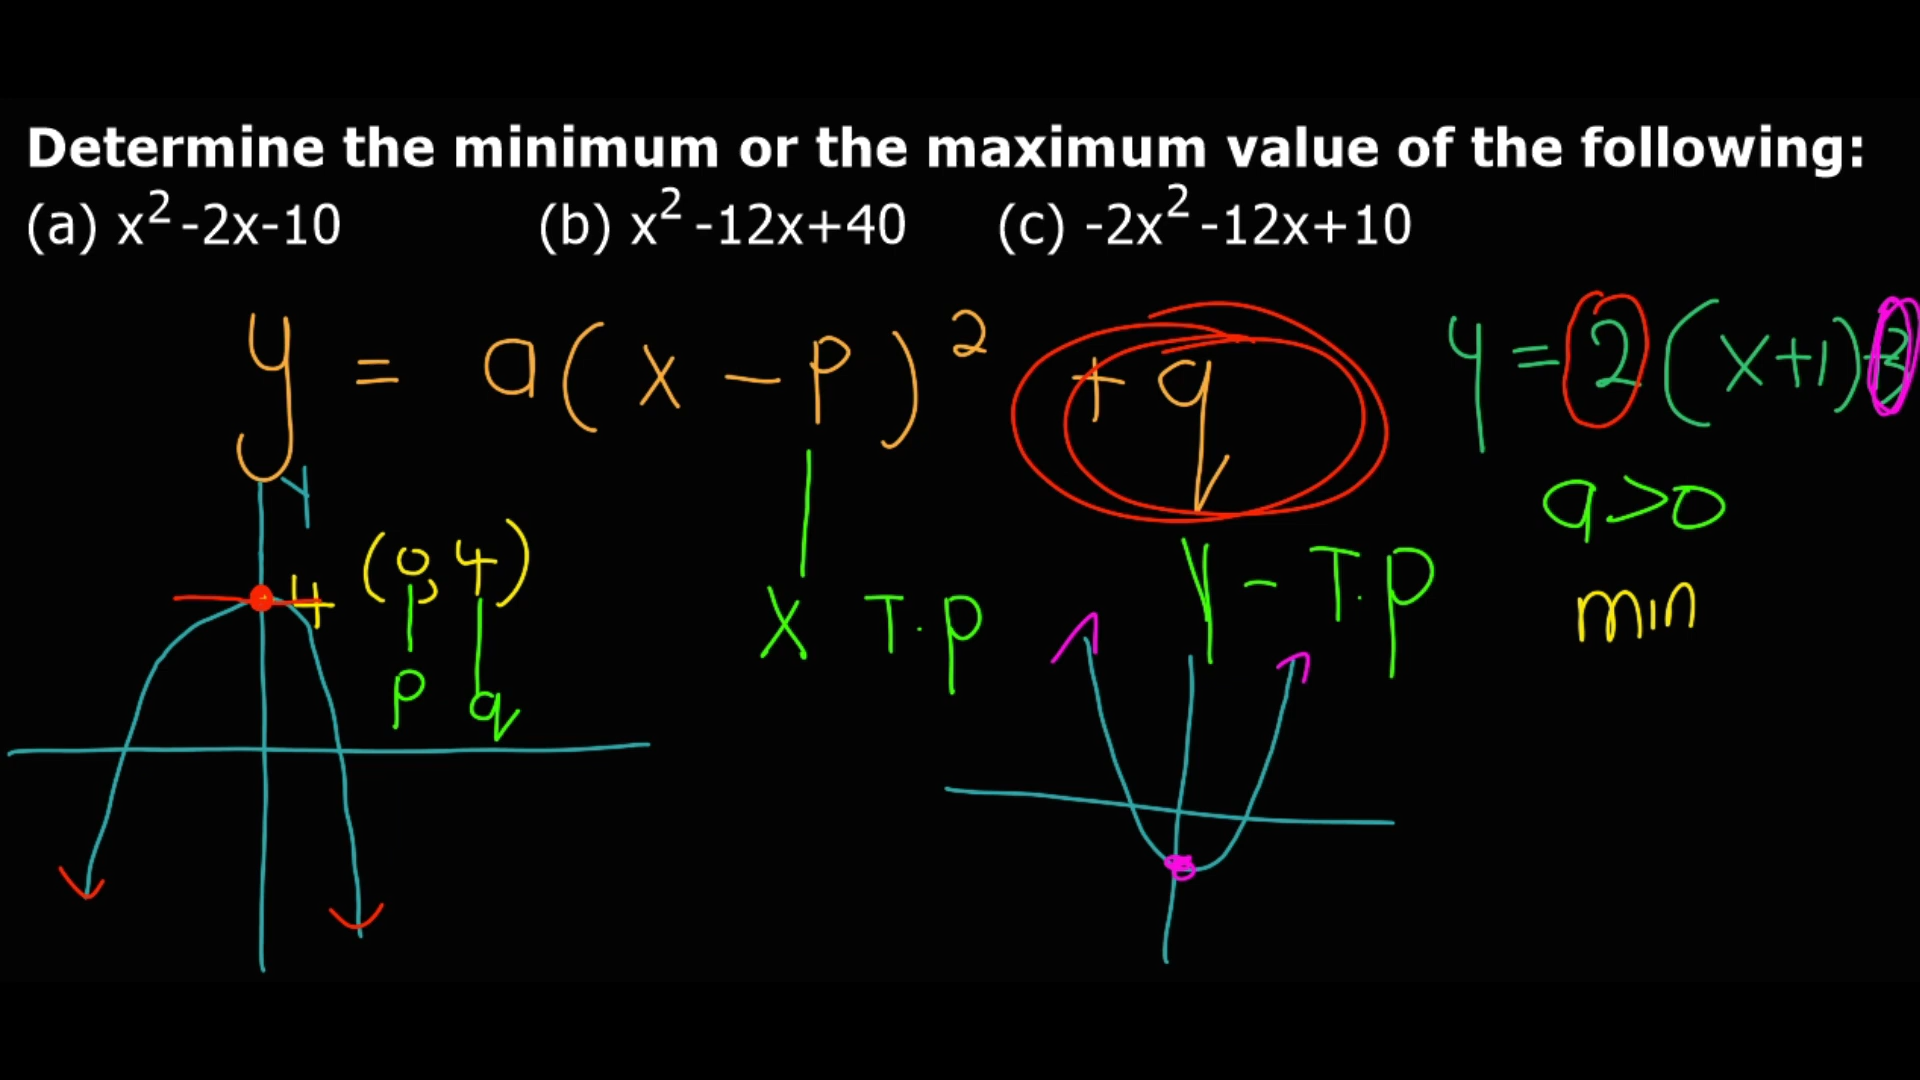 Determine the minimum or the maximum value of the following:
(a) x²-2x-10 (b) x²-12x+40 (c) -2x²-12x+10
y = a(x-p)² + q
y = 2(x+1)
a>0
y
(0,4)
4
p q
x T.P
y - T.P
min